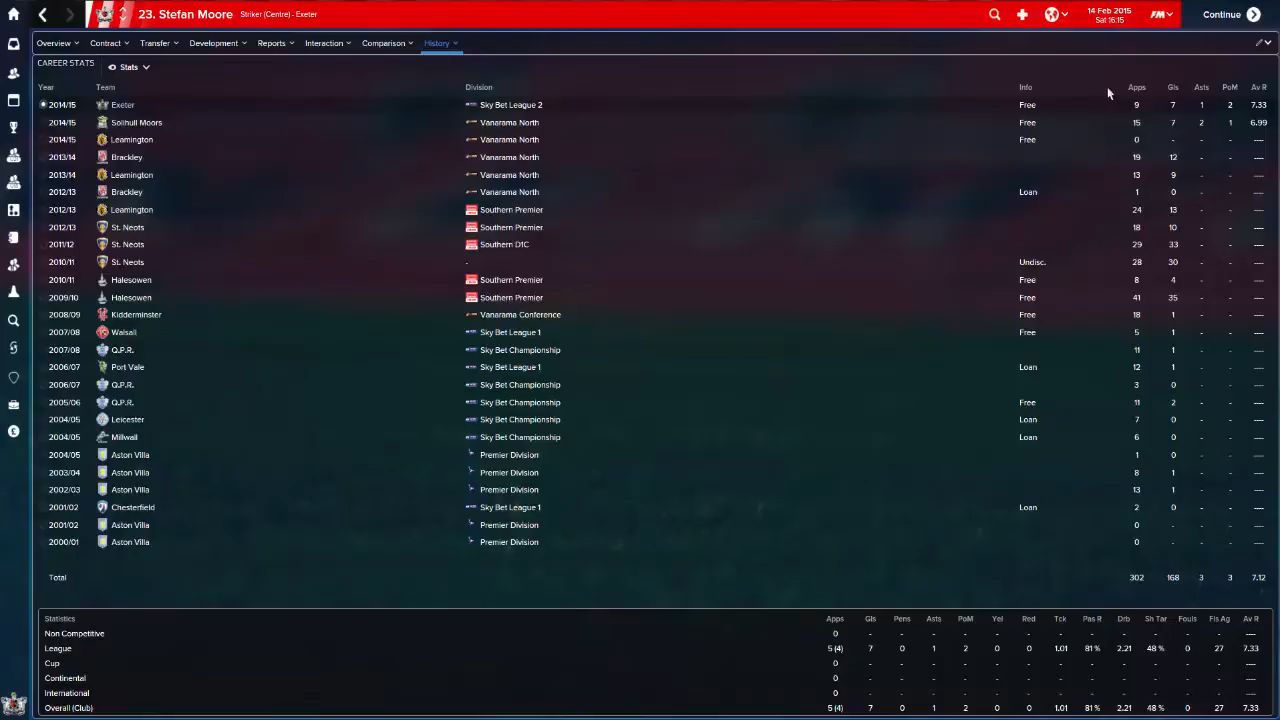 23. Stefan Moore Striker (Centre) - Exeter 14 Feb 2015 FM Continue
Sat 16:15
Overview Contract Transfer Development Reports Interaction Comparison History
CAREER STATS Stats
Year Team Division Info Apps Gls Asts PoM Av R
2014/15 Exeter Sky Bet League 2 Free 9 7 1 2 7.33
2014/15 Solihull Moors Vanarama North Free 15 7 2 1 6.99
2014/15 Leamington Vanarama North Free 0 - - - ---
2013/14 Brackley Vanarama North 19 12 - - ---
2013/14 Leamington Vanarama North 13 9 - - ---
2012/13 Brackley Vanarama North Loan 1 0 - - ---
2012/13 Leamington Southern Premier 24 13 - - ---
2012/13 St. Neots Southern Premier 18 10 - - ---
2011/12 St. Neots Southern D1C 29 33 - - ---
2010/11 St. Neots - Undisc. 28 30 - - ---
2010/11 Halesowen Southern Premier Free 8 4 - - ---
2009/10 Halesowen Southern Premier Free 41 35 - - ---
2008/09 Kidderminster Vanarama Conference Free 18 1 - - ---
2007/08 Walsall Sky Bet League 1 Free 5 1 - - ---
2007/08 Q.P.R. Sky Bet Championship 11 1 - - ---
2006/07 Port Vale Sky Bet League 1 Loan 12 1 - - ---
2006/07 Q.P.R. Sky Bet Championship 3 0 - - ---
2005/06 Q.P.R. Sky Bet Championship Free 11 2 - - ---
2004/05 Leicester Sky Bet Championship Loan 7 0 - - ---
2004/05 Millwall Sky Bet Championship Loan 6 0 - - ---
2004/05 Aston Villa Premier Division 1 0 - - ---
2003/04 Aston Villa Premier Division 8 1 - - ---
2002/03 Aston Villa Premier Division 13 1 - - ---
2001/02 Chesterfield Sky Bet League 1 Loan 2 0 - - ---
2001/02 Aston Villa Premier Division 0 - - - ---
2000/01 Aston Villa Premier Division 0 - - - ---
Total 302 168 3 3 7.12
Statistics Apps Gls Pens Asts PoM Yel Red Tck Pas R Drb Sh Tar Fouls Fls Ag Av R
Non Competitive 0 - - - - - - - - - - - - ---
League 5 (4) 7 0 1 2 0 0 1.01 81 % 2.21 48 % 0 27 7.33
Cup 0 - - - - - - - - - - - - ---
Continental 0 - - - - - - - - - - - - ---
International 0 - - - - - - - - - - - - ---
Overall (Club) 5 (4) 7 0 1 2 0 0 1.01 81 % 2.21 48 % 0 27 7.33